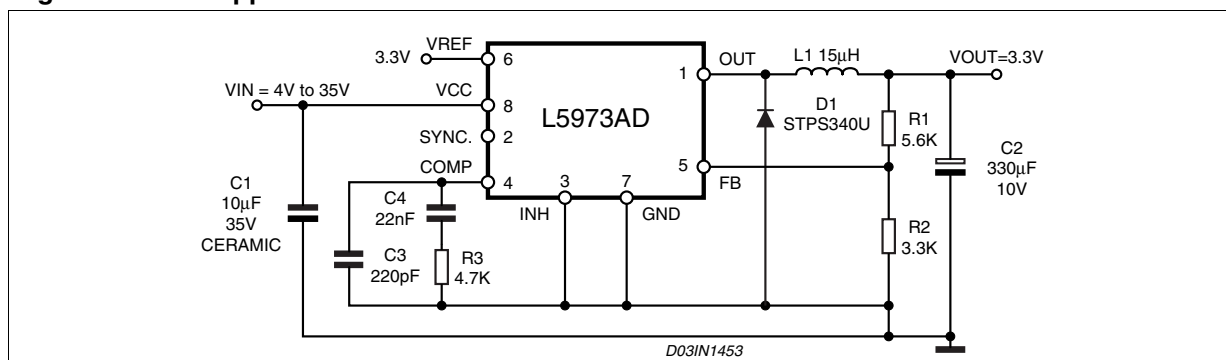 VREF
3.3V
6
VIN = 4V to 35V
VCC
8
L5973AD
SYNC.
2
COMP
4
3
7
INH
GND
1
OUT
5
FB
L1 15μH
VOUT=3.3V
D1
STPS340U
R1
5.6K
C2
330μF
10V
R2
3.3K
C1
10μF
35V
CERAMIC
C4
22nF
C3
220pF
R3
4.7K
D03IN1453